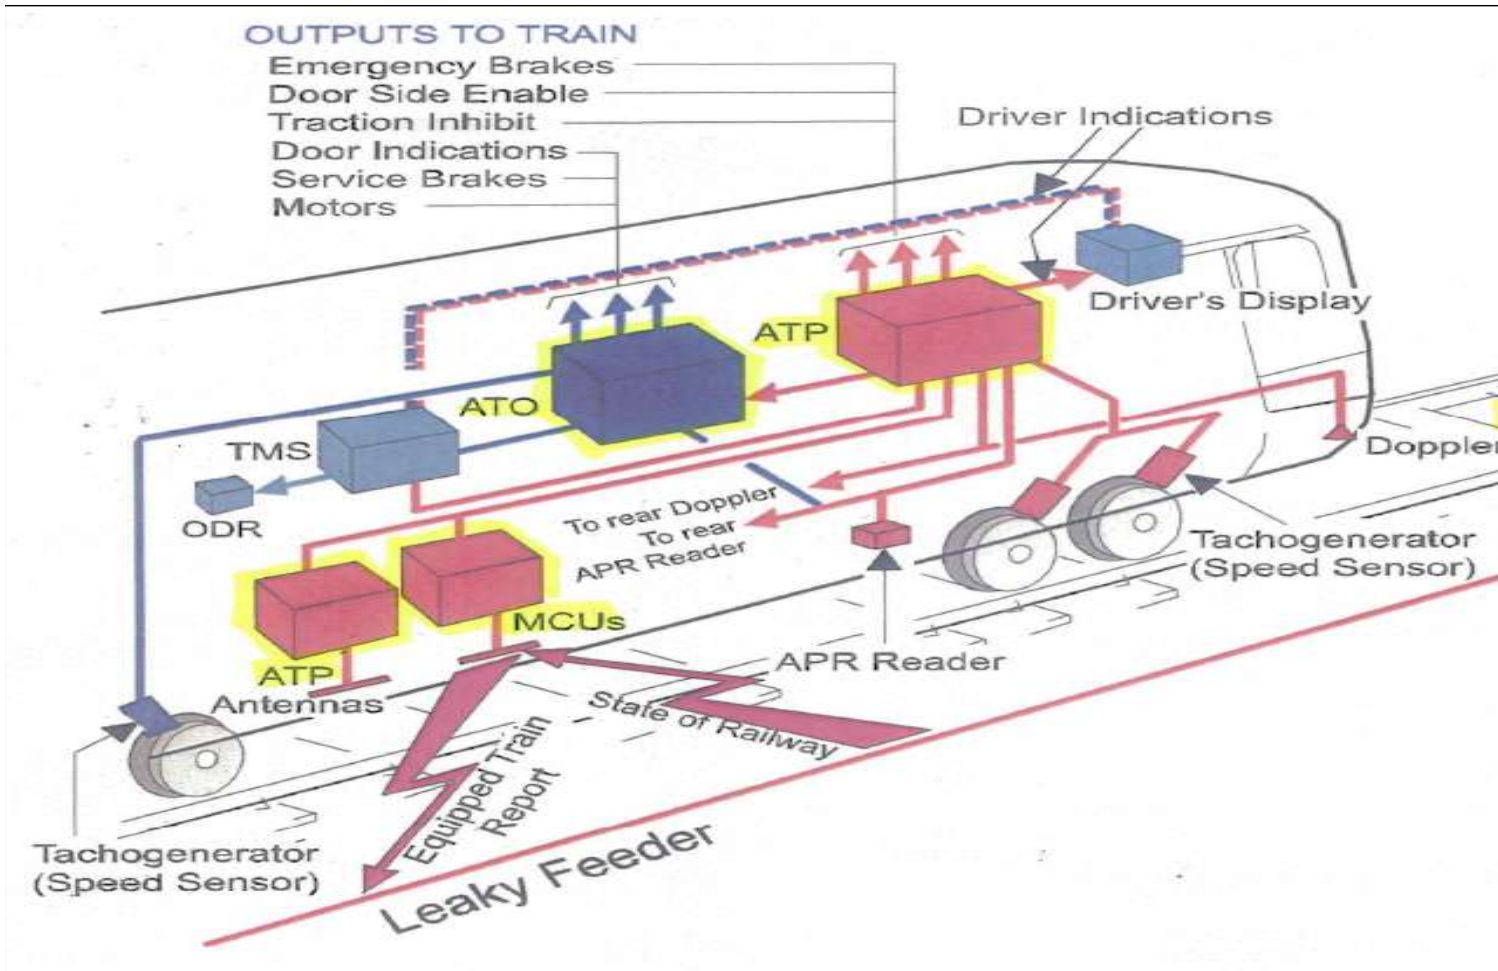 OUTPUTS TO TRAIN
Emergency Brakes
Door Side Enable
Traction Inhibit
Door Indications
Service Brakes
Motors
Driver Indications
Driver's Display
ATP
ATO
TMS
ODR
Doppler
To rear Doppler
To rear
APR Reader
Tachogenerator
(Speed Sensor)
MCUs
APR Reader
ATP
Antennas
State of Railway
Equipped Train
Report
Tachogenerator
(Speed Sensor)
Leaky Feeder